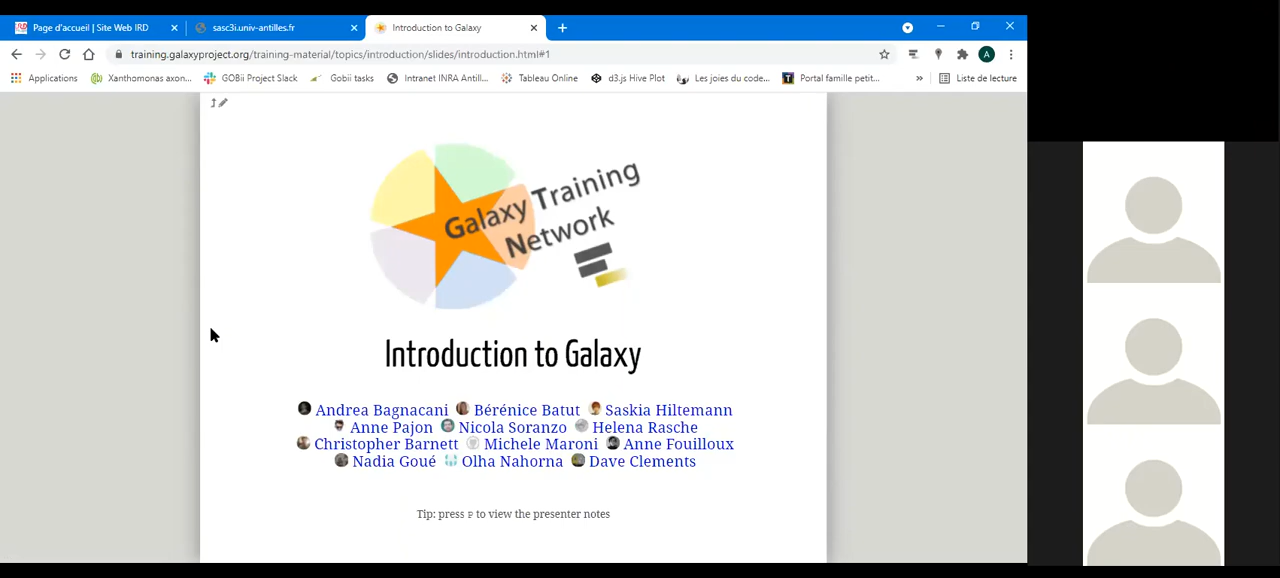 Page d'accueil | Site Web IRD
sasc3i.univ-antilles.fr
Introduction to Galaxy
training.galaxyproject.org/training-material/topics/introduction/slides/introduction.html#1
A
Applications
Xanthomonas axon...
GOBii Project Slack
Gobii tasks
Intranet INRA Antill...
Tableau Online
d3.js Hive Plot
Les joies du code...
Portal famille petit...
»
Liste de lecture
Galaxy Training
Network
Introduction to Galaxy
Andrea Bagnacani Bérénice Batut Saskia Hiltemann
Anne Pajon Nicola Soranzo Helena Rasche
Christopher Barnett Michele Maroni Anne Fouilloux
Nadia Goué Olha Nahorna Dave Clements
Tip: press P to view the presenter notes